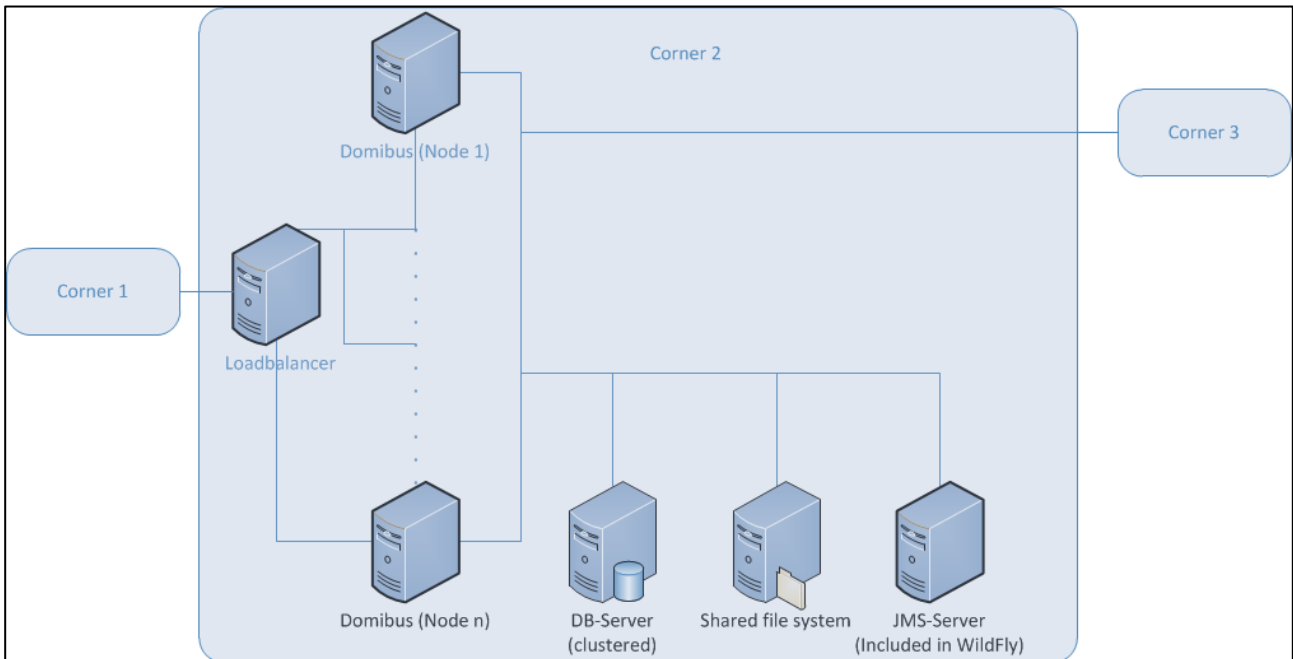 Corner 2
Domibus (Node 1)
Corner 3
Corner 1
Loadbalancer
Domibus (Node n)
DB-Server
(clustered)
Shared file system
JMS-Server
(Included in WildFly)